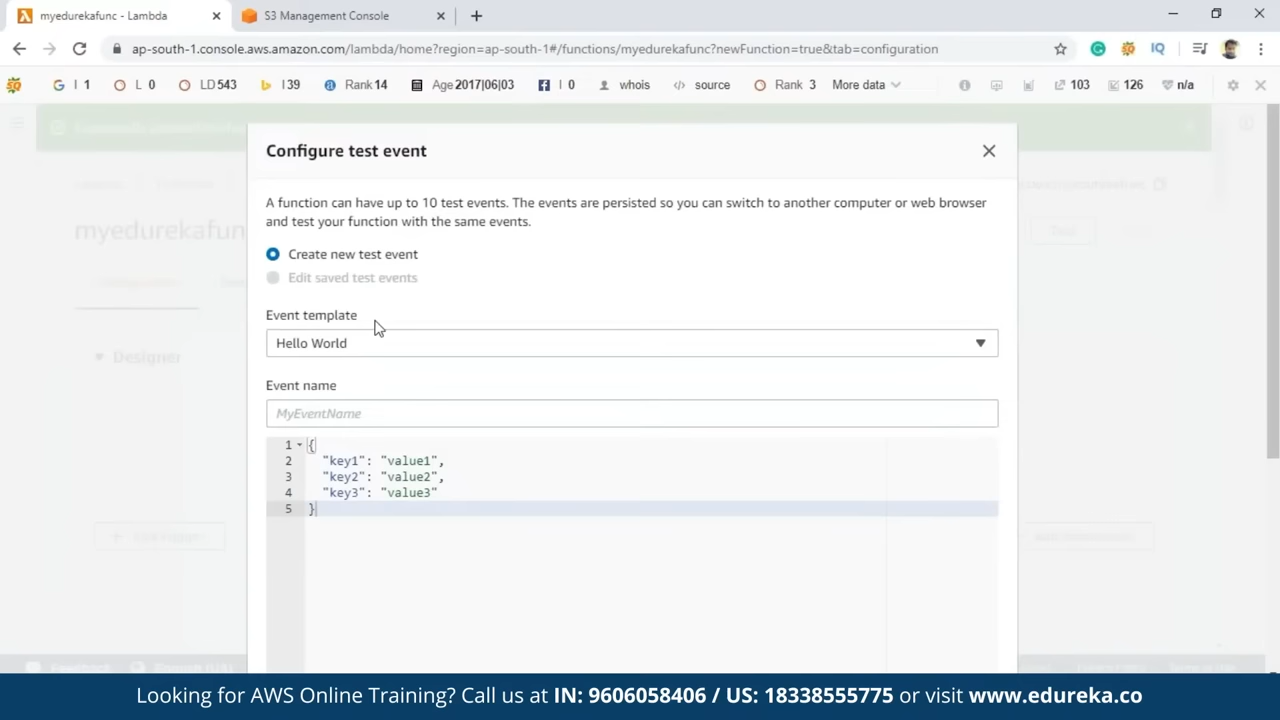 myedurekafunc - Lambda
S3 Management Console
ap-south-1.console.aws.amazon.com/lambda/home?region=ap-south-1#/functions/myedurekafunc?newFunction=true&tab=configuration
I 1
L 0
LD 543
I 39
Rank 14
Age 2017|06|03
I 0
whois
source
Rank 3
More data
103
126
n/a
Configure test event
A function can have up to 10 test events. The events are persisted so you can switch to another computer or web browser
and test your function with the same events.
Create new test event
Edit saved test events
myedurekafun
Event template
Hello World
Designer
Event name
MyEventName
1 {
2 "key1": "value1",
3 "key2": "value2",
4 "key3": "value3"
5 }
Feedback
English (US)
Looking for AWS Online Training? Call us at IN: 9606058406 / US: 18338555775 or visit www.edureka.co